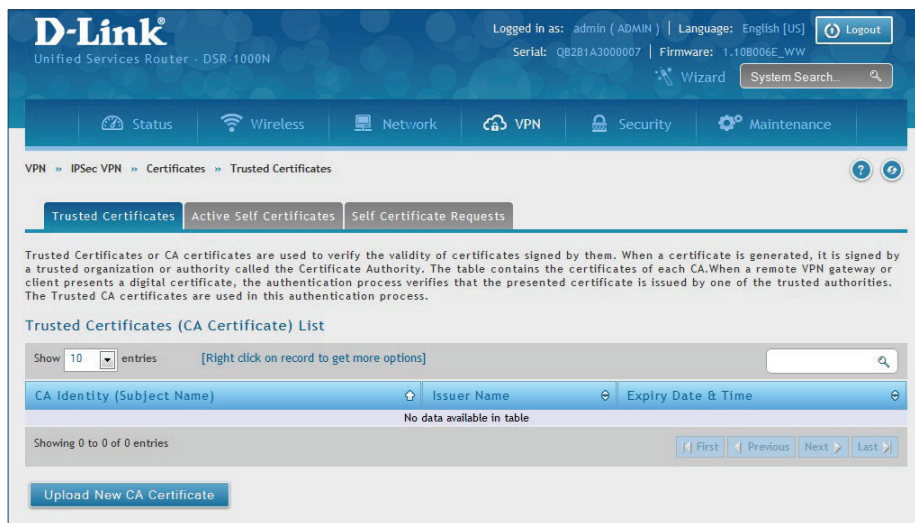 D-Link®
Unified Services Router - DSR-1000N
Logged in as: admin ( ADMIN ) | Language: English [US]
Logout
Serial: QB2B1A3000007 | Firmware: 1.10B006E_WW
Wizard
System Search...
Status
Wireless
Network
VPN
Security
Maintenance
VPN » IPSec VPN » Certificates » Trusted Certificates
?
Trusted Certificates
Active Self Certificates
Self Certificate Requests
Trusted Certificates or CA certificates are used to verify the validity of certificates signed by them. When a certificate is generated, it is signed by
a trusted organization or authority called the Certificate Authority. The table contains the certificates of each CA.When a remote VPN gateway or
client presents a digital certificate, the authentication process verifies that the presented certificate is issued by one of the trusted authorities.
The Trusted CA certificates are used in this authentication process.
Trusted Certificates (CA Certificate) List
Show 10 entries [Right click on record to get more options]
CA Identity (Subject Name)
Issuer Name
Expiry Date & Time
No data available in table
Showing 0 to 0 of 0 entries
First
Previous
Next
Last
Upload New CA Certificate